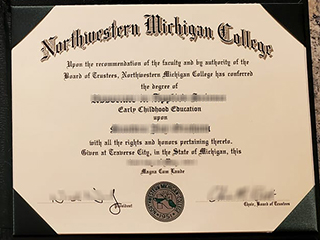 Northwestern Michigan College
Upon the recommendation of the faculty and by authority of the
Board of Trustees, Northwestern Michigan College has conferred
the degree of
Early Childhood Education
upon
with all the rights and honors pertaining thereto.
Given at Traverse City, in the State of Michigan, this
Magna Cum Laude
President
Chair, Board of Trustees